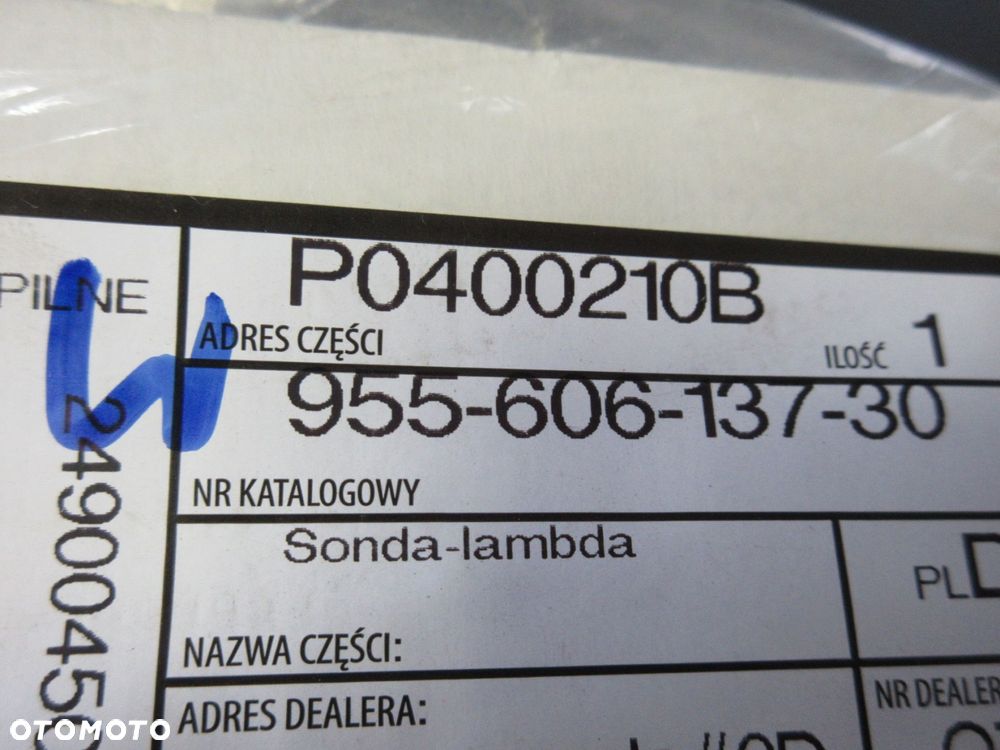 P0400210B
ADRES CZĘŚCI
ILOŚĆ 1
PILNE
955-606-137-30
NR KATALOGOWY
Sonda-lambda
NAZWA CZĘŚCI:
PL
ADRES DEALERA:
NR DEALER
OTOMOTO